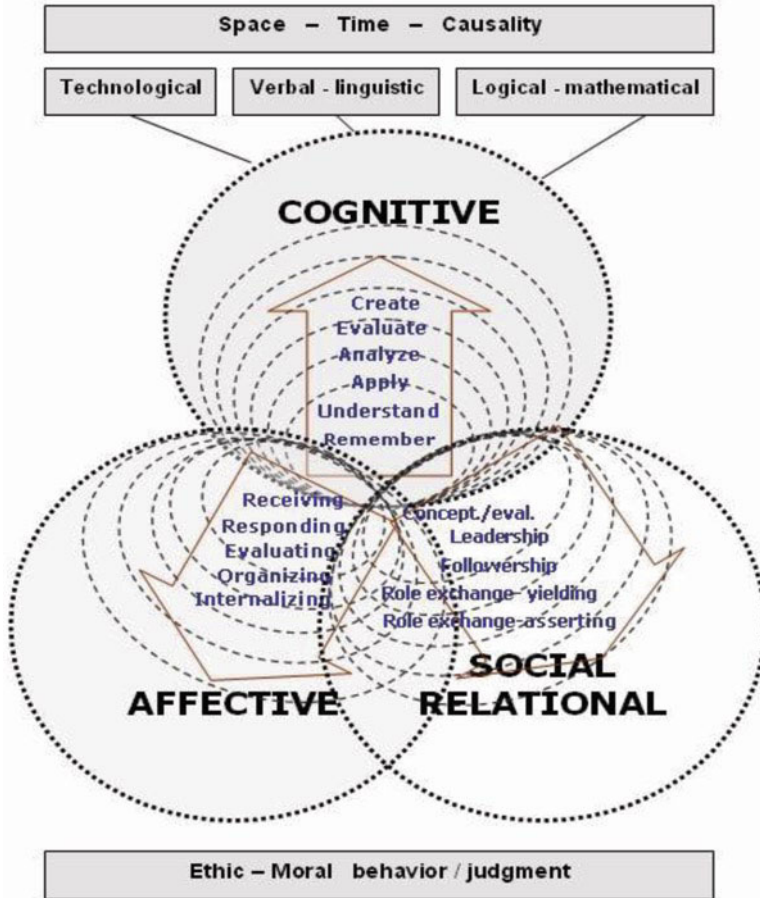 Space – Time – Causality
Technological
Verbal - linguistic
Logical - mathematical
COGNITIVE
Create
Evaluate
Analyze
Apply
Understand
Remember
Receiving
Responding
Evaluating
Organizing
Internalizing
Concept./eval.
Leadership
Followership
Role exchange- yielding
Role exchange-asserting
AFFECTIVE
SOCIAL
RELATIONAL
Ethic – Moral behavior / judgment